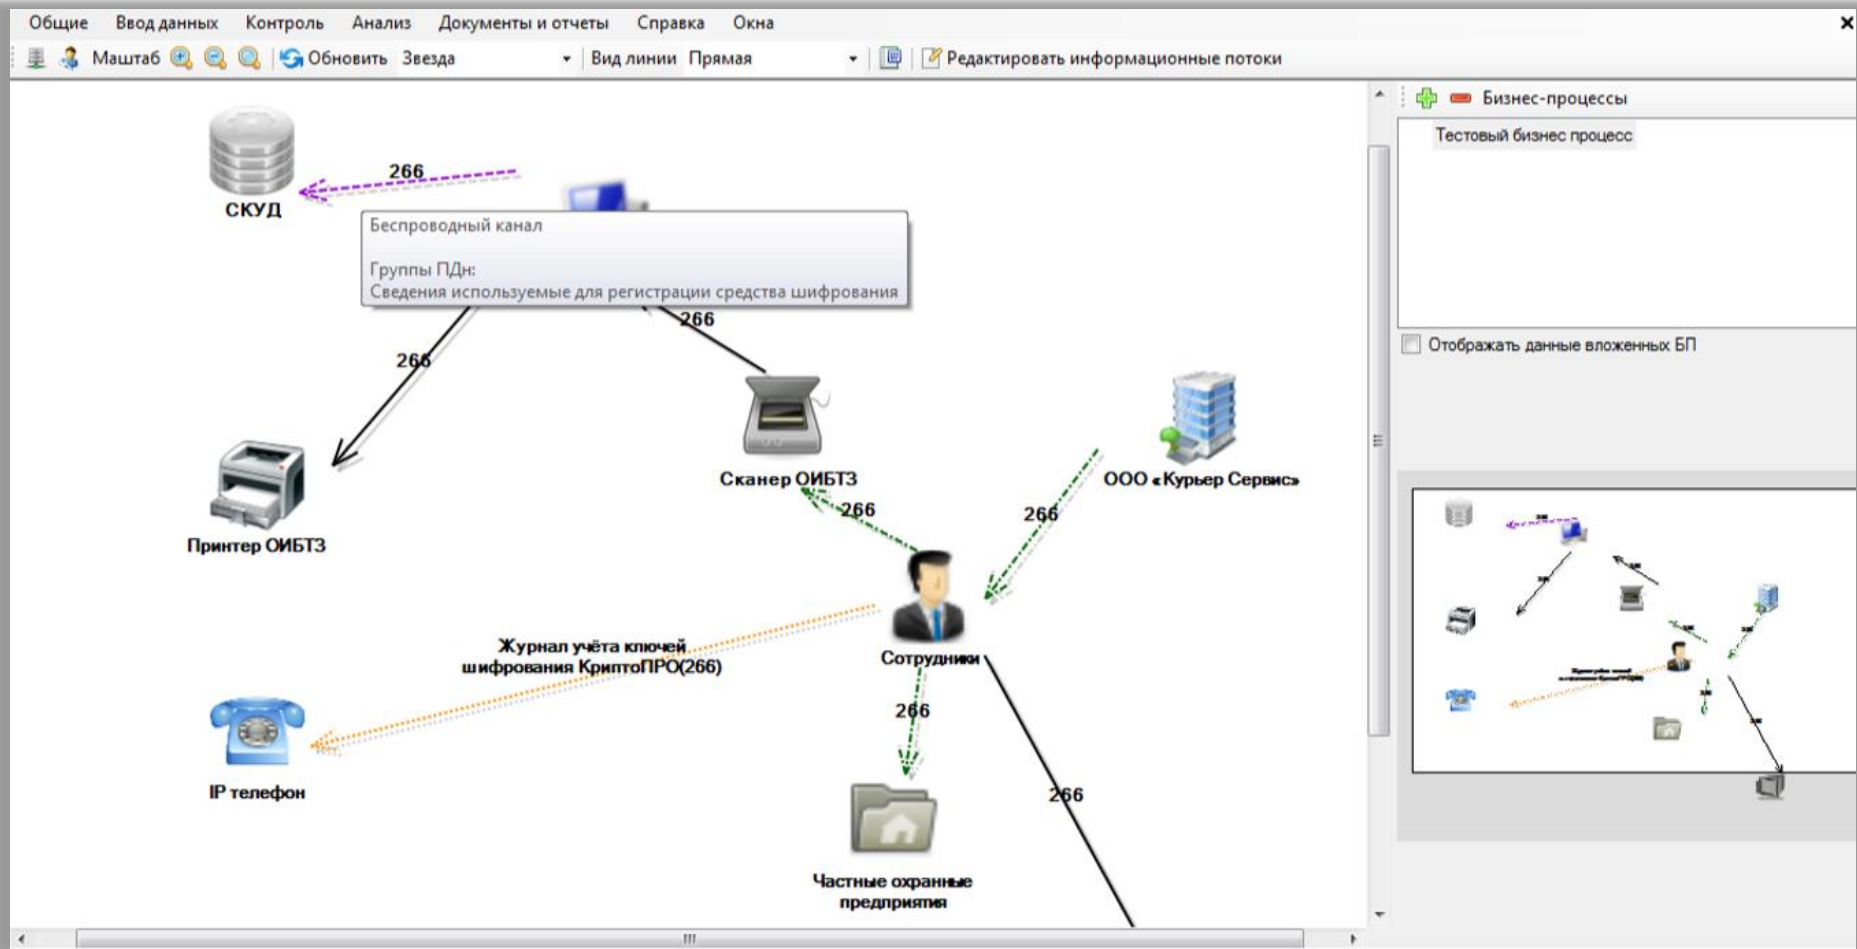 Общие Ввод данных Контроль Анализ Документы и отчеты Справка Окна
Маштаб Обновить Звезда Вид линии Прямая Редактировать информационные потоки
Бизнес-процессы
Тестовый бизнес процесс
Отображать данные вложенных БП
266
СКУД
Беспроводный канал
Группы ПДн:
Сведения используемые для регистрации средства шифрования
266
266
Сканер ОИБТЗ
ООО «Курьер Сервис»
266
266
Принтер ОИБТЗ
Журнал учёта ключей
шифрования КриптоПРО(266)
Сотрудники
266
IP телефон
266
Частные охранные
предприятия